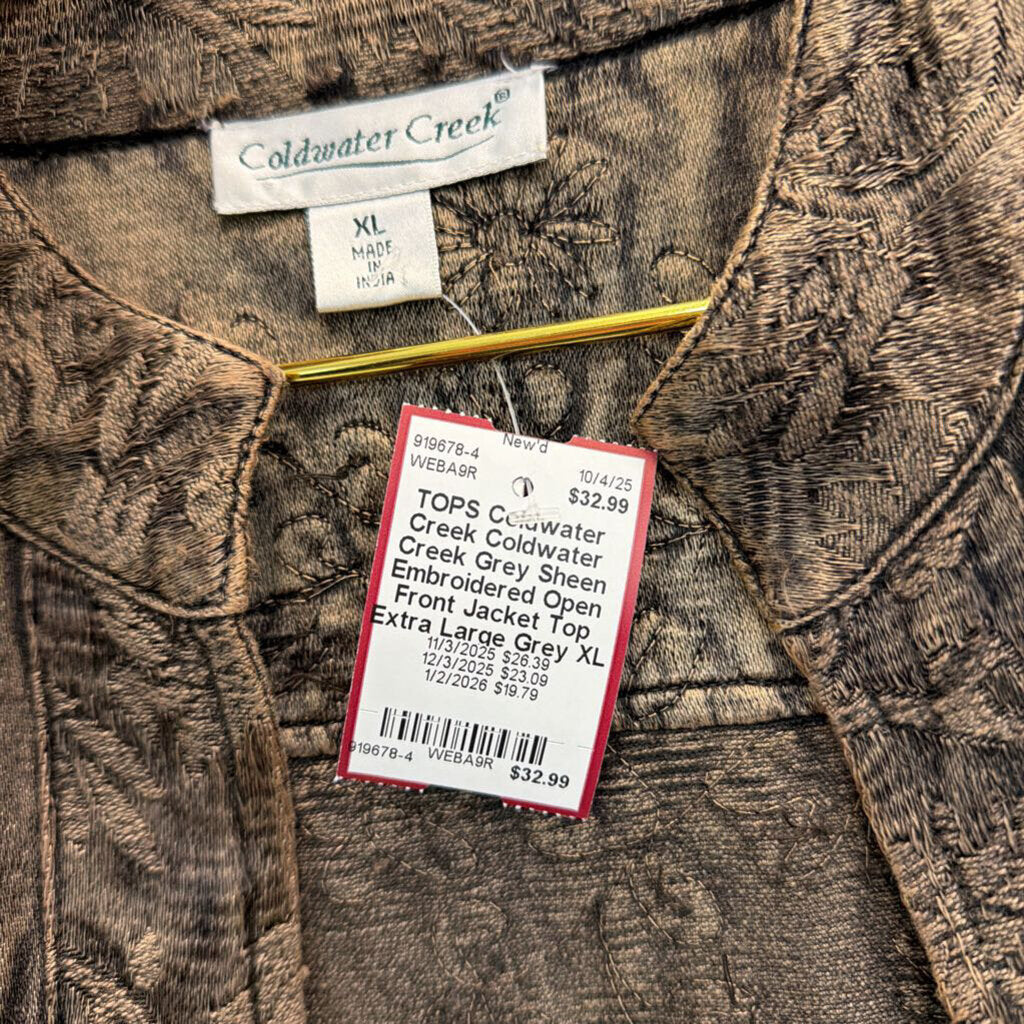 Coldwater Creek®
XL
MADE
IN
INDIA
New'd
919678-4
WEBA9R
10/4/25
$32.99
TOPS Coldwater
Creek Coldwater
Creek Grey Sheen
Embroidered Open
Front Jacket Top
Extra Large Grey XL
11/3/2025 $26.39
12/3/2025 $23.09
1/2/2026 $19.79
919678-4 WEBA9R $32.99